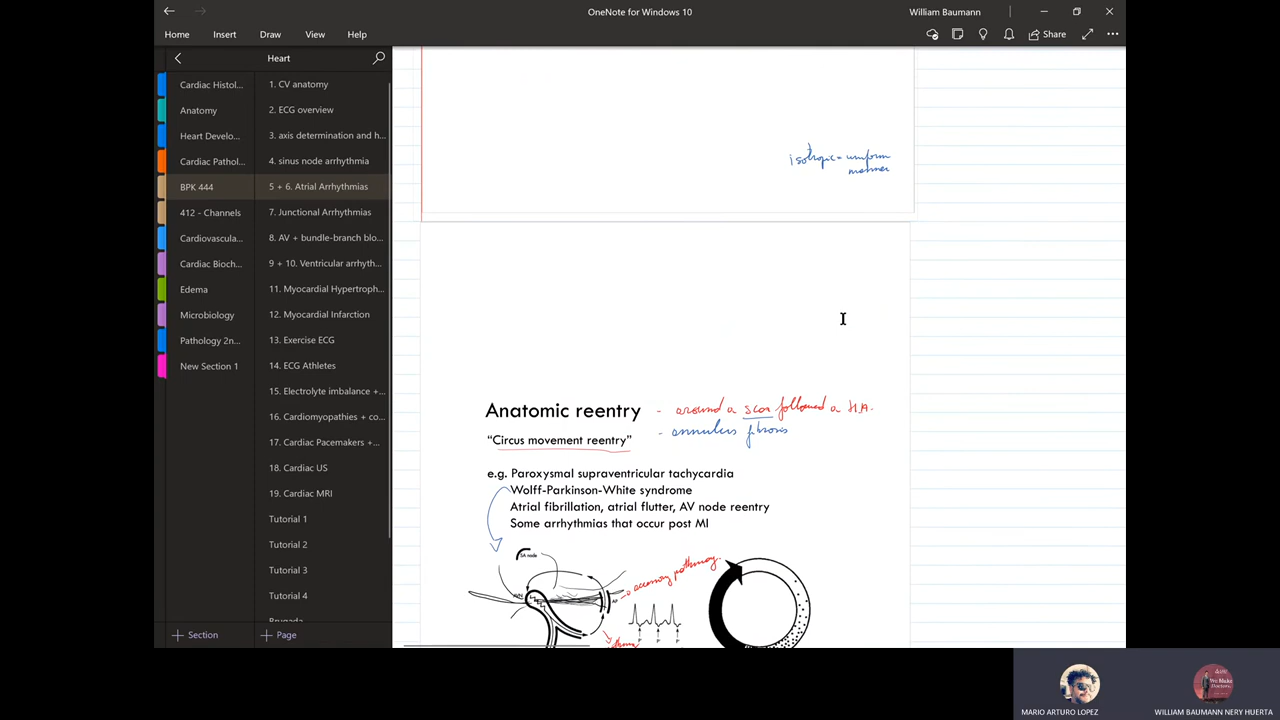 OneNote for Windows 10
William Baumann
Home
Insert
Draw
View
Help
Share
Heart
Cardiac Histol...
Anatomy
Heart Develo...
Cardiac Pathol...
BPK 444
412 - Channels
Cardiovascula...
Cardiac Bioch...
Edema
Microbiology
Pathology 2n...
New Section 1
Section
1. CV anatomy
2. ECG overview
3. axis determination and h...
4. sinus node arrhythmia
5 + 6. Atrial Arrhythmias
7. Junctional Arrhythmias
8. AV + bundle-branch blo...
9 + 10. Ventricular arrhyth...
11. Myocardial Hypertroph...
12. Myocardial Infarction
13. Exercise ECG
14. ECG Athletes
15. Electrolyte imbalance +...
16. Cardiomyopathies + co...
17. Cardiac Pacemakers +...
18. Cardiac US
19. Cardiac MRI
Tutorial 1
Tutorial 2
Tutorial 3
Tutorial 4
Brugada
Page
isotropic = uniform
manner
Anatomic reentry
- around a scar followed a H.A.
"Circus movement reentry"
- annulus fibrosis
e.g. Paroxysmal supraventricular tachycardia
Wolff-Parkinson-White syndrome
Atrial fibrillation, atrial flutter, AV node reentry
Some arrhythmias that occur post MI
SA node
AP
accessory pathway
P P P
MARIO ARTURO LOPEZ
WILLIAM BAUMANN NERY HUERTA